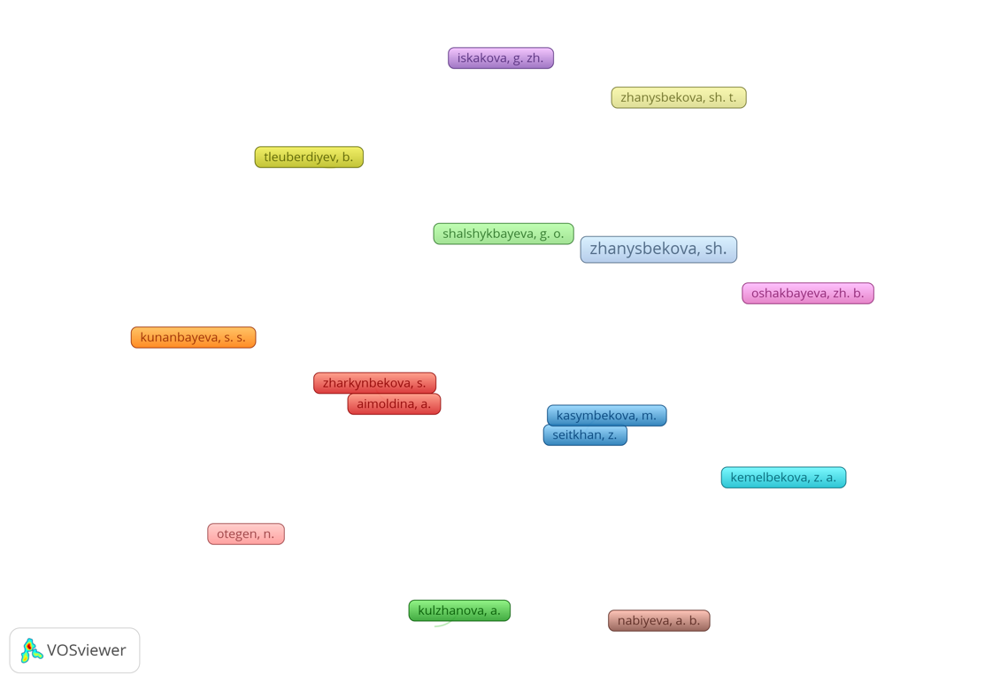 iskakova, g. zh.
zhanysbekova, sh. t.
tleuberdiyev, b.
shalshykbayeva, g. o.
zhanysbekova, sh.
oshakbayeva, zh. b.
kunanbayeva, s. s.
zharkynbekova, s.
aimoldina, a.
kasymbekova, m.
seitkhan, z.
kemelbekova, z. a.
otegen, n.
kulzhanova, a.
nabiyeva, a. b.
VOSviewer